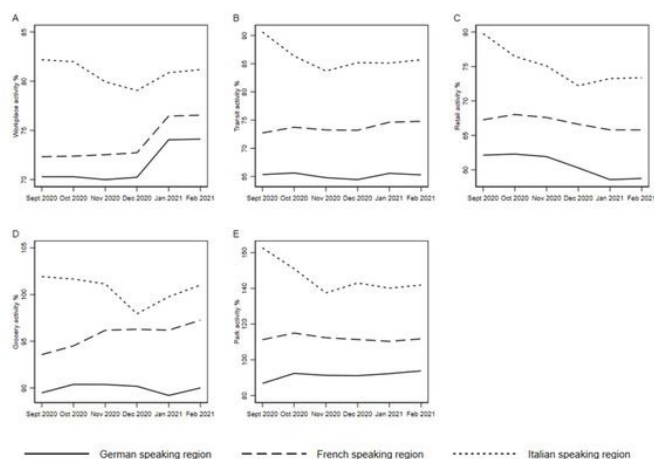 A
Workplace activity %
85
80
75
70
Sept 2020 Oct 2020 Nov 2020 Dec 2020 Jan 2021 Feb 2021
B
Transit activity %
90
85
80
75
70
65
Sept 2020 Oct 2020 Nov 2020 Dec 2020 Jan 2021 Feb 2021
C
Retail activity %
80
75
70
65
60
Sept 2020 Oct 2020 Nov 2020 Dec 2020 Jan 2021 Feb 2021
D
Grocery activity %
105
100
95
90
Sept 2020 Oct 2020 Nov 2020 Dec 2020 Jan 2021 Feb 2021
E
Park activity %
160
140
120
100
80
Sept 2020 Oct 2020 Nov 2020 Dec 2020 Jan 2021 Feb 2021
German speaking region French speaking region Italian speaking region